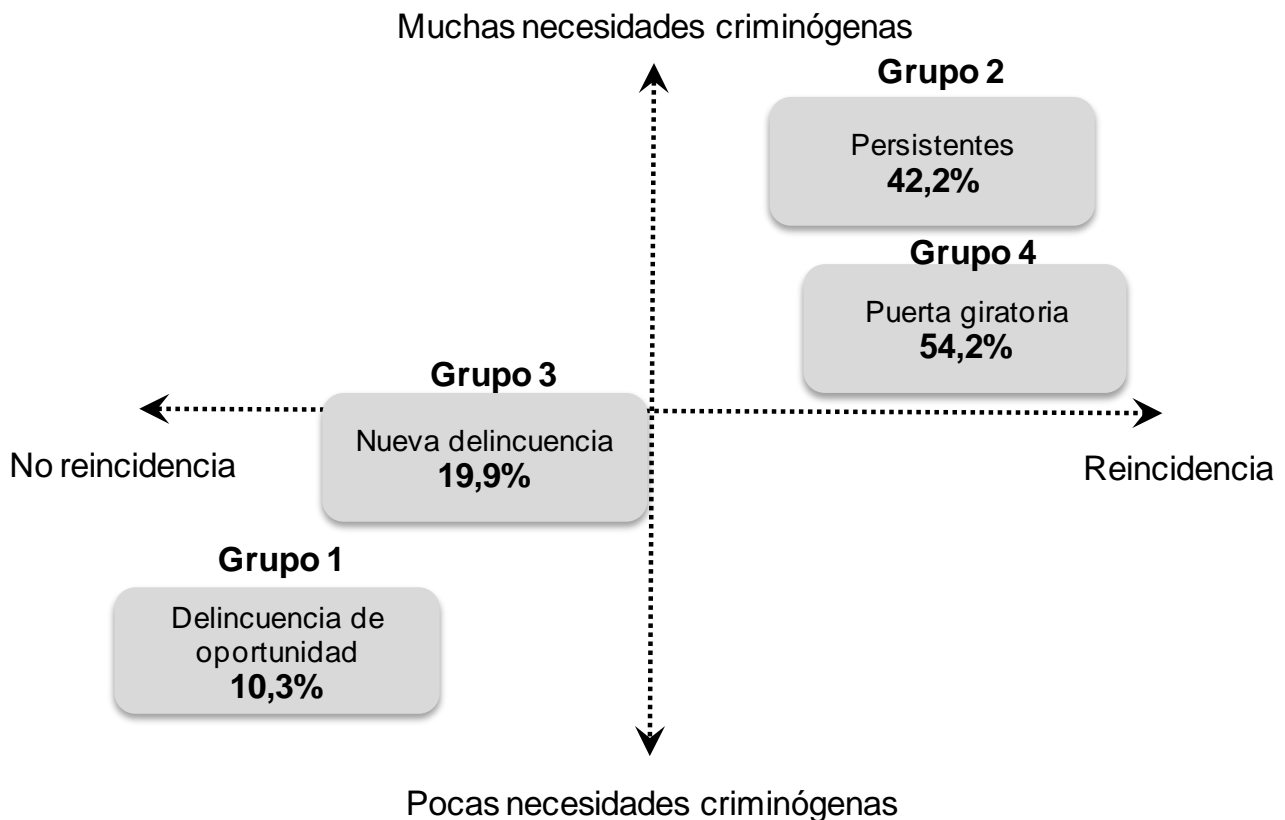 Muchas necesidades criminógenas
Grupo 2
Persistentes
42,2%
Grupo 4
Puerta giratoria
54,2%
Grupo 3
Nueva delincuencia
19,9%
No reincidencia
Reincidencia
Grupo 1
Delincuencia de
oportunidad
10,3%
Pocas necesidades criminógenas